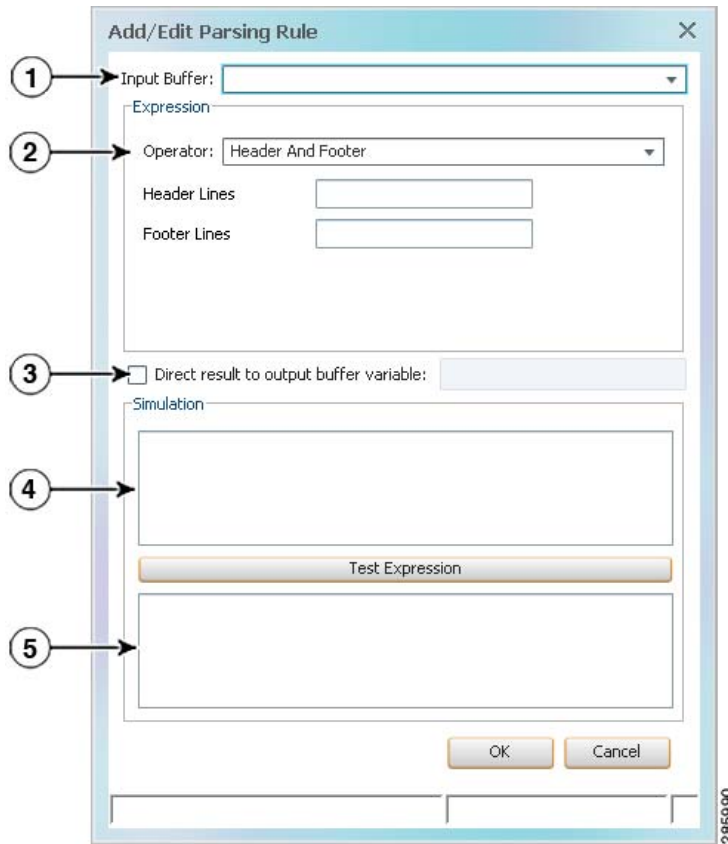 Add/Edit Parsing Rule
1
Input Buffer:
Expression
2
Operator: Header And Footer
Header Lines
Footer Lines
3
Direct result to output buffer variable:
Simulation
4
Test Expression
5
OK Cancel
285990